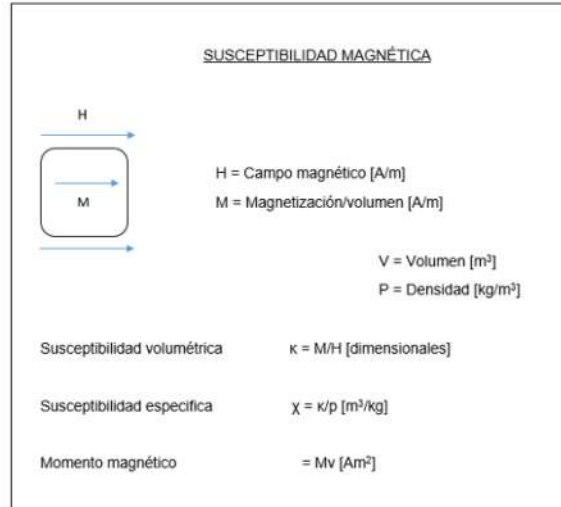 SUSCEPTIBILIDAD MAGNÉTICA
H
M
H = Campo magnético [A/m]
M = Magnetización/volumen [A/m]
V = Volumen [m³]
P = Densidad [kg/m³]
Susceptibilidad volumétrica κ = M/H [dimensionales]
Susceptibilidad especifica χ = κ/p [m³/kg]
Momento magnético = Mv [Am²]